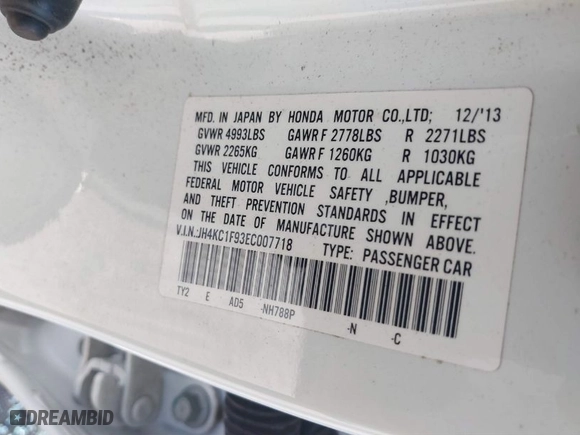 MFD. IN JAPAN BY HONDA MOTOR CO.,LTD; 12/'13
GVWR 4993LBS GAWR F 2778LBS R 2271LBS
GVWR 2265KG GAWR F 1260KG R 1030KG
THIS VEHICLE CONFORMS TO ALL APPLICABLE
FEDERAL MOTOR VEHICLE SAFETY ,BUMPER,
AND THEFT PREVENTION STANDARDS IN EFFECT
ON THE DATE OF MANUFACTURE SHOWN ABOVE.
V.I.N.:JH4KC1F93EC007718 TYPE: PASSENGER CAR
TY2 E AD5 -NH788P -N -C
DREAMBID